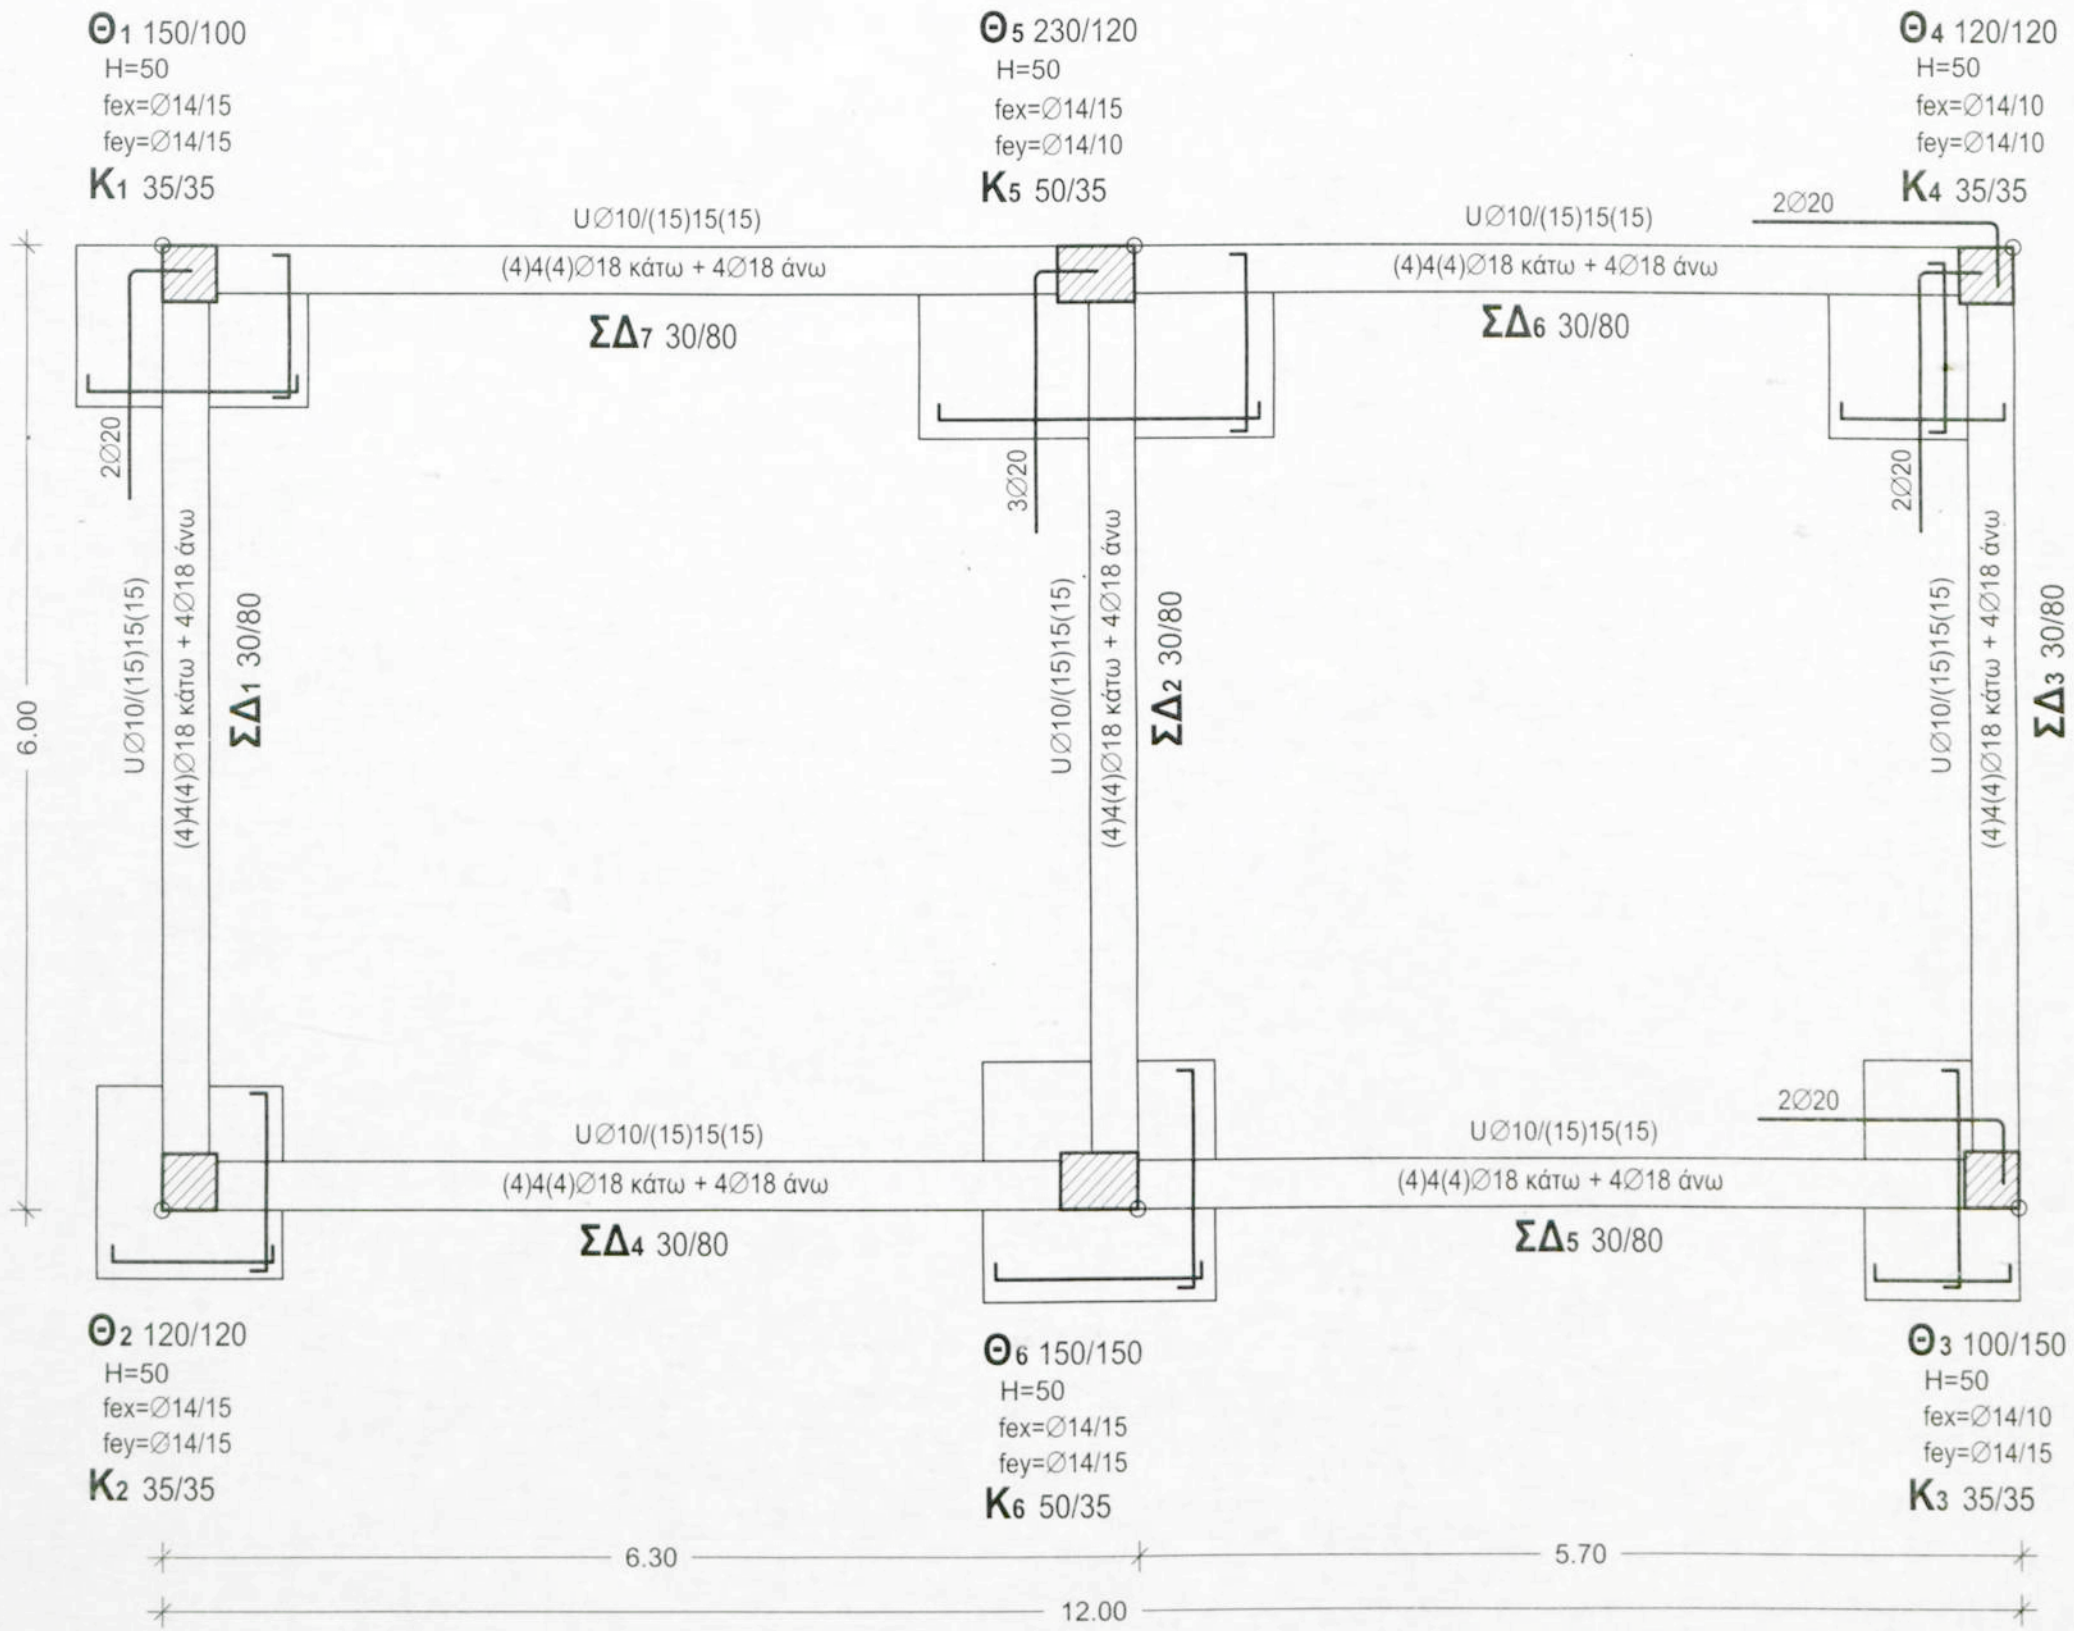 Θ1 150/100
H=50
fex=Ø14/15
fey=Ø14/15
K1 35/35
Θ5 230/120
H=50
fex=Ø14/15
fey=Ø14/10
K5 50/35
Θ4 120/120
H=50
fex=Ø14/10
fey=Ø14/10
K4 35/35
UØ10/(15)15(15)
(4)4(4)Ø18 κάτω + 4Ø18 άνω
ΣΔ7 30/80
UØ10/(15)15(15)
(4)4(4)Ø18 κάτω + 4Ø18 άνω
ΣΔ6 30/80
2Ø20
2Ø20
3Ø20
2Ø20
6.00
UØ10/(15)15(15)
(4)4(4)Ø18 κάτω + 4Ø18 άνω
ΣΔ1 30/80
UØ10/(15)15(15)
(4)4(4)Ø18 κάτω + 4Ø18 άνω
ΣΔ2 30/80
UØ10/(15)15(15)
(4)4(4)Ø18 κάτω + 4Ø18 άνω
ΣΔ3 30/80
UØ10/(15)15(15)
(4)4(4)Ø18 κάτω + 4Ø18 άνω
ΣΔ4 30/80
UØ10/(15)15(15)
(4)4(4)Ø18 κάτω + 4Ø18 άνω
ΣΔ5 30/80
2Ø20
Θ2 120/120
H=50
fex=Ø14/15
fey=Ø14/15
K2 35/35
Θ6 150/150
H=50
fex=Ø14/15
fey=Ø14/15
K6 50/35
Θ3 100/150
H=50
fex=Ø14/10
fey=Ø14/15
K3 35/35
6.30
5.70
12.00